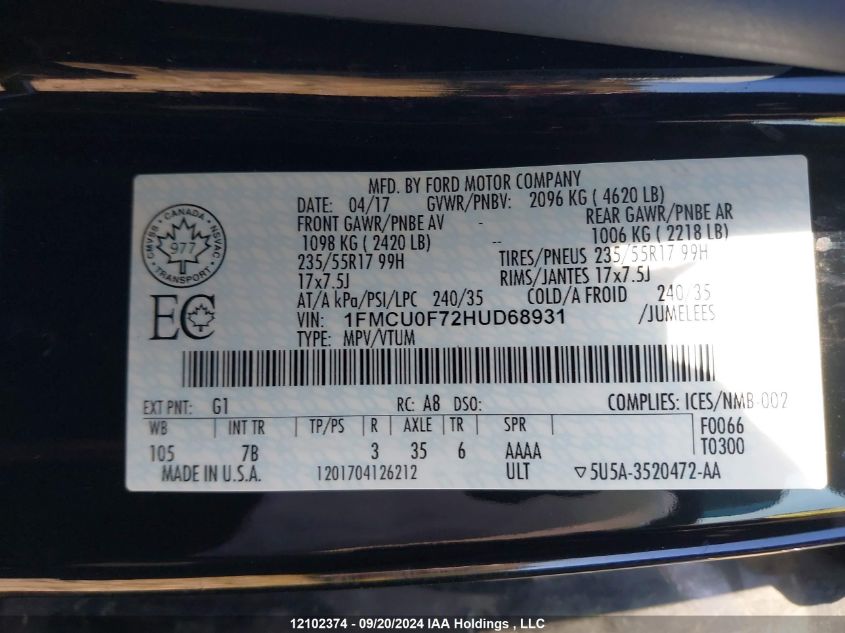 MFD. BY FORD MOTOR COMPANY
DATE: 04/17 GVWR/PNBV: 2096 KG ( 4620 LB)
FRONT GAWR/PNBE AV - REAR GAWR/PNBE AR
1098 KG ( 2420 LB) -- 1006 KG ( 2218 LB)
235/55R17 99H TIRES/PNEUS 235/55R17 99H
17x7.5J RIMS/JANTES 17x7.5J
AT/A kPa/PSI/LPC 240/35 COLD/A FROID 240/35
VIN: 1FMCU0F72HUD68931 /JUMELEES
TYPE: MPV/VTUM
CANADA
CMVSS NSVAC
977
TRANSPORT
EC
EXT PNT: G1 RC: A8 DSO: COMPLIES: ICES/NMB-002
WB INT TR TP/PS R AXLE TR SPR F0066
105 7B 3 35 6 AAAA T0300
MADE IN U.S.A. 1201704126212 ULT ▽5U5A-3520472-AA
12102374 - 09/20/2024 IAA Holdings , LLC